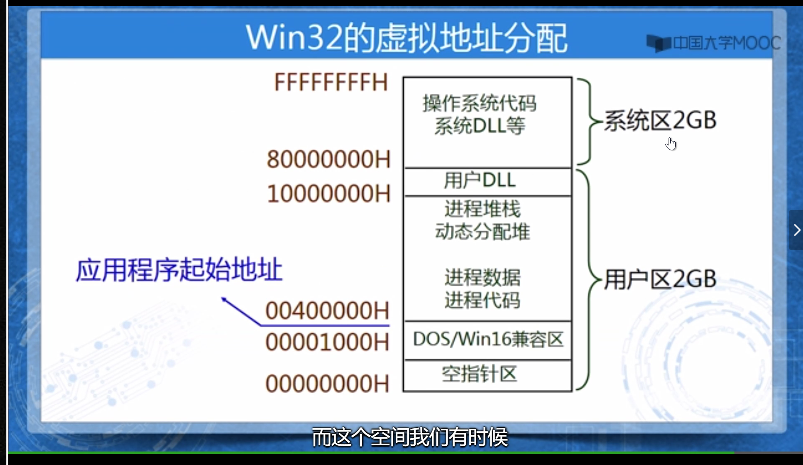 Win32的虚拟地址分配
中国大学MOOC
FFFFFFFFH
操作系统代码
系统DLL等
系统区2GB
80000000H
用户DLL
10000000H
进程堆栈
动态分配堆
应用程序起始地址
进程数据
用户区2GB
进程代码
00400000H
00001000H
DOS/Win16兼容区
空指针区
00000000H
而这个空间我们有时候